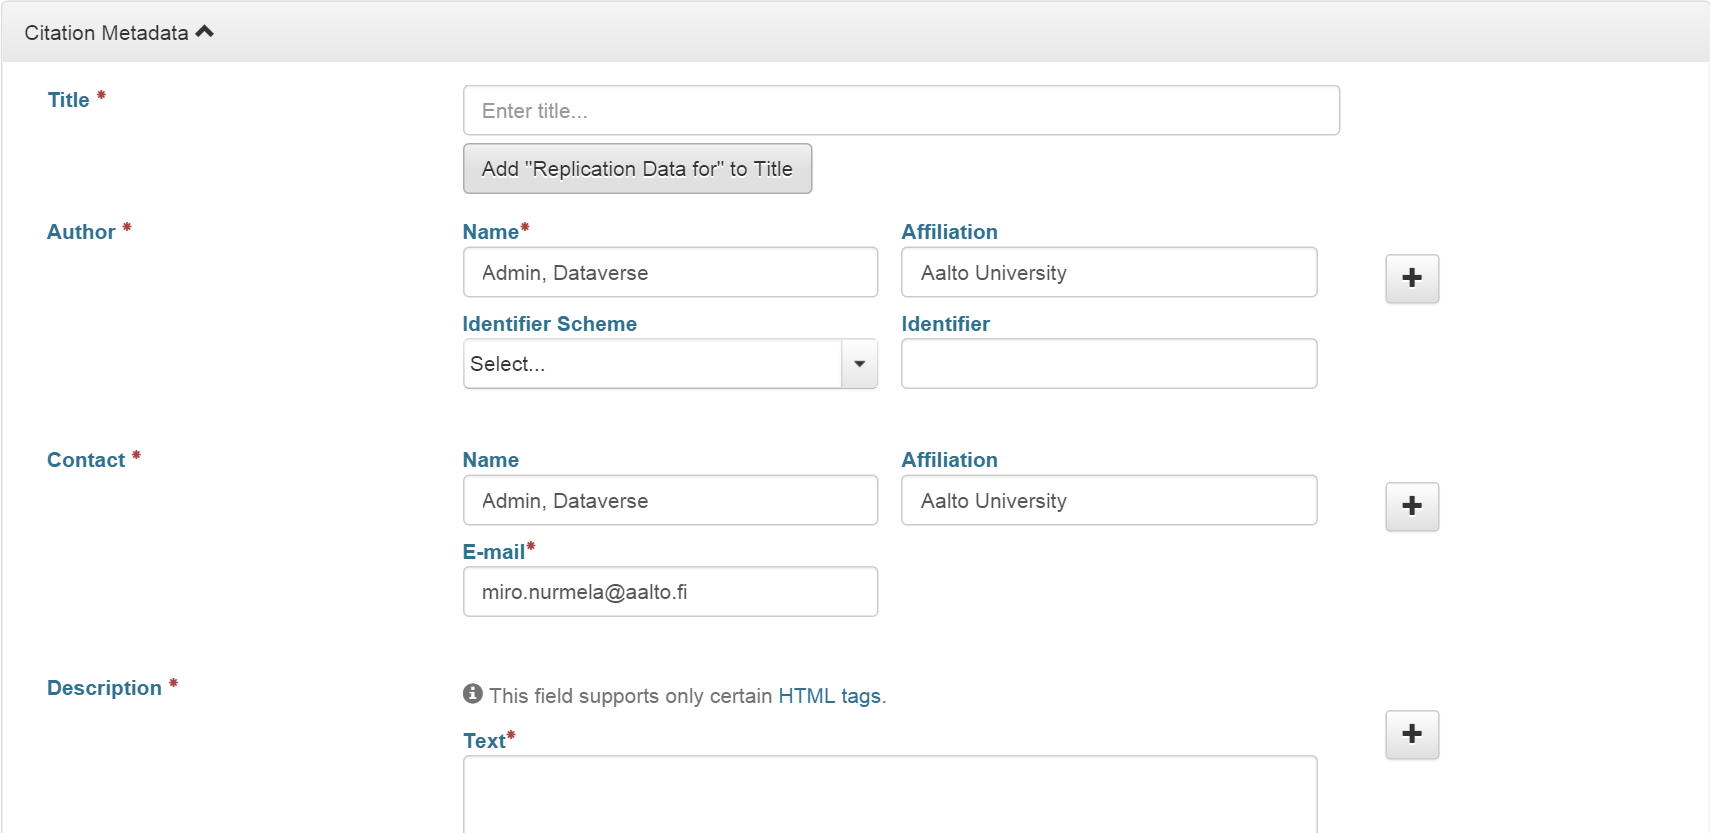 Citation Metadata
Title *
Enter title...
Add "Replication Data for" to Title
Author *
Name* Affiliation
Admin, Dataverse Aalto University
Identifier Scheme Identifier
Select...
Contact *
Name Affiliation
Admin, Dataverse Aalto University
E-mail*
miro.nurmela@aalto.fi
Description *
This field supports only certain HTML tags.
Text*